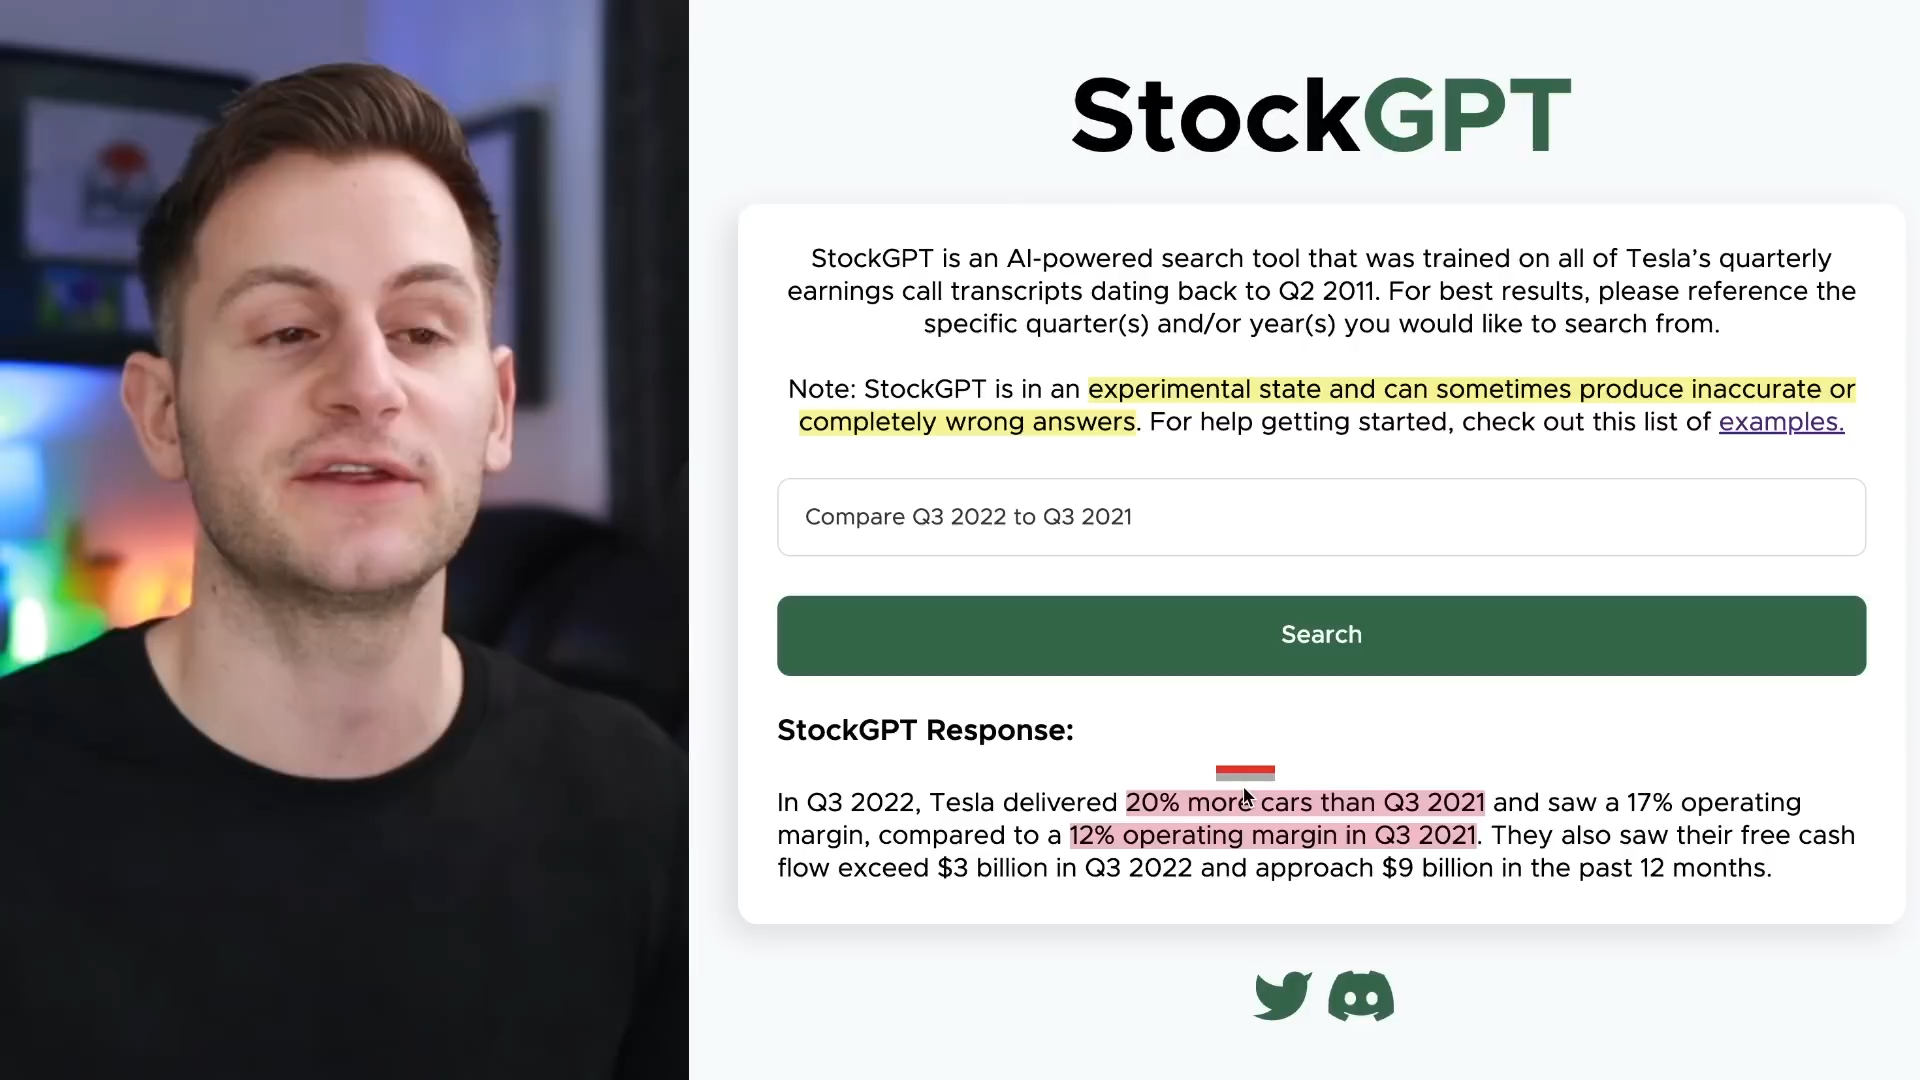 StockGPT
StockGPT is an AI-powered search tool that was trained on all of Tesla’s quarterly
earnings call transcripts dating back to Q2 2011. For best results, please reference the
specific quarter(s) and/or year(s) you would like to search from.
Note: StockGPT is in an experimental state and can sometimes produce inaccurate or
completely wrong answers. For help getting started, check out this list of examples.
Compare Q3 2022 to Q3 2021
Search
StockGPT Response:
In Q3 2022, Tesla delivered 20% more cars than Q3 2021 and saw a 17% operating
margin, compared to a 12% operating margin in Q3 2021. They also saw their free cash
flow exceed $3 billion in Q3 2022 and approach $9 billion in the past 12 months.